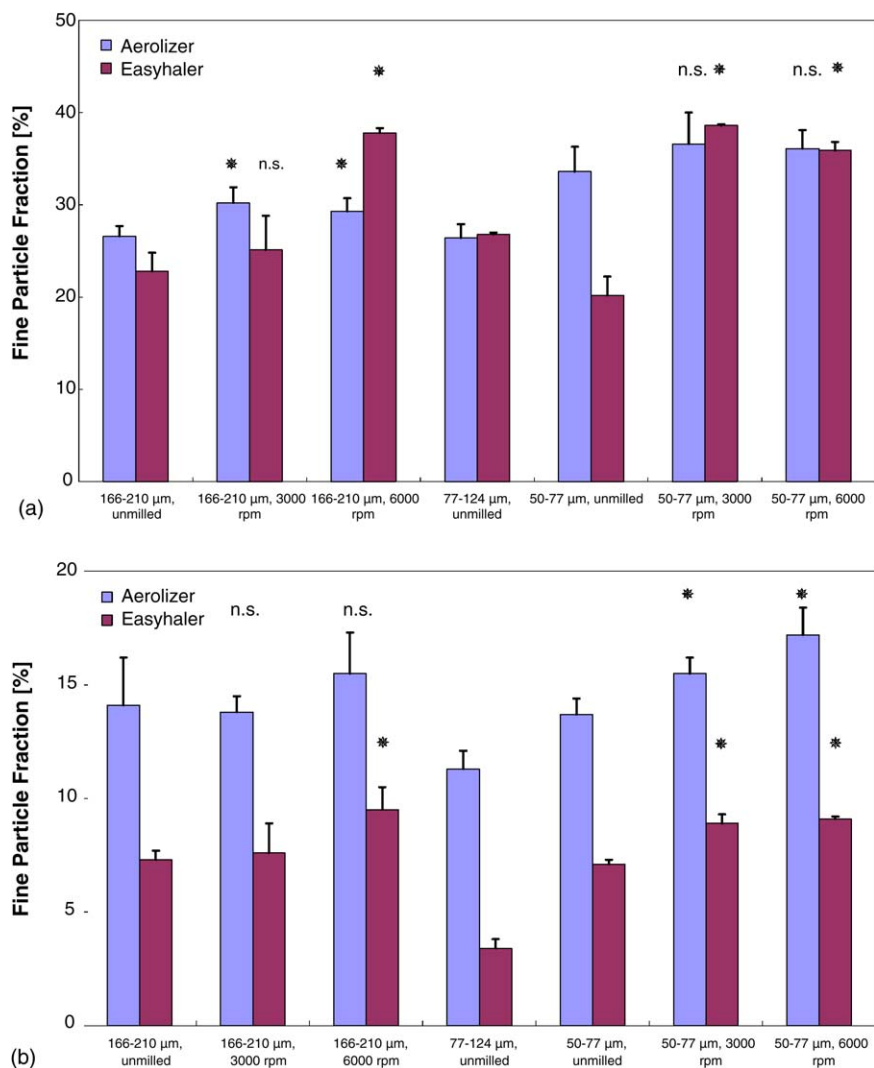 50
Aerolizer
Easyhaler
n.s. ⁕
n.s. ⁕
⁕
40
⁕ n.s.
⁕
30
20
10
0
Fine Particle Fraction [%]
166-210 µm,
unmilled
166-210 µm, 3000
rpm
166-210 µm, 6000
rpm
77-124 µm,
unmilled
50-77 µm, unmilled
50-77 µm, 3000
rpm
50-77 µm, 6000
rpm
(a)
20
Aerolizer
Easyhaler
n.s.
n.s.
⁕
⁕
15
⁕
⁕
⁕
10
5
0
Fine Particle Fraction [%]
166-210 µm,
unmilled
166-210 µm,
3000 rpm
166-210 µm,
6000 rpm
77-124 µm,
unmilled
50-77 µm,
unmilled
50-77 µm, 3000
rpm
50-77 µm, 6000
rpm
(b)